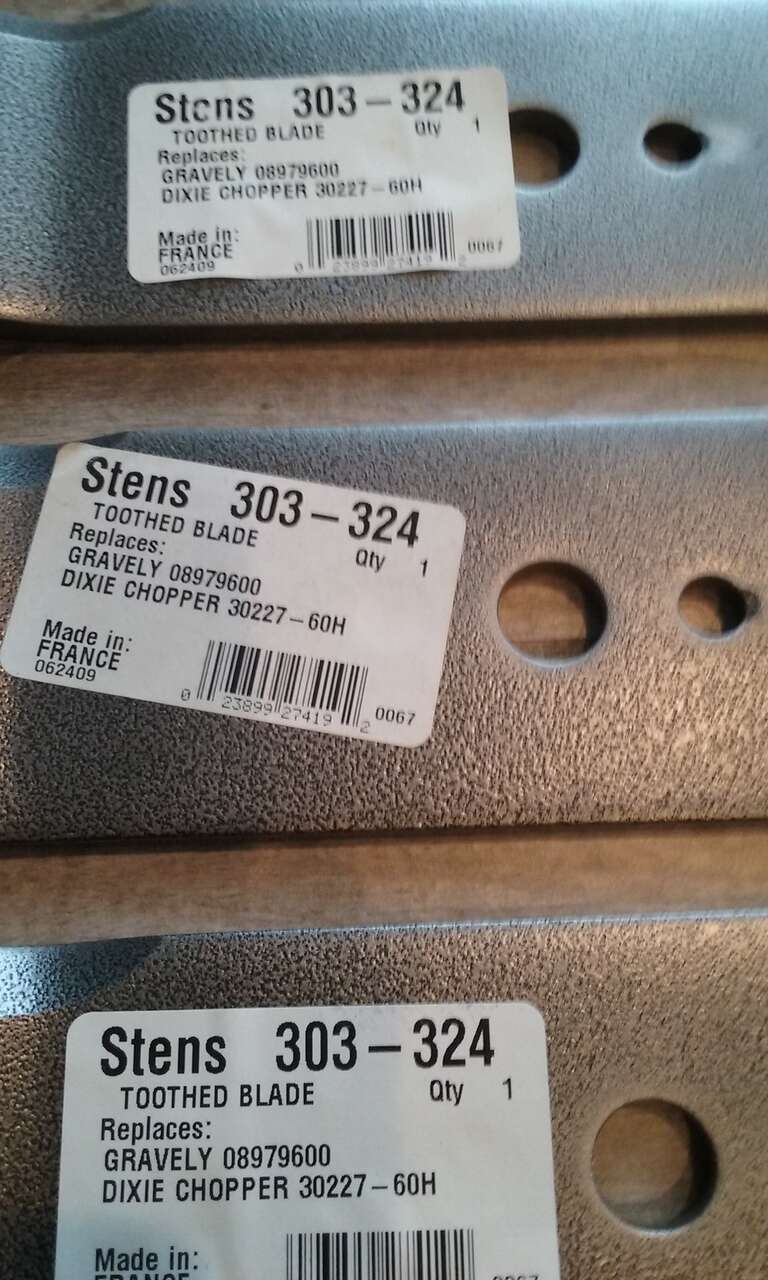 Stens 303-324
TOOTHED BLADE Qty 1
Replaces:
GRAVELY 08979600
DIXIE CHOPPER 30227-60H
Made in:
FRANCE
062409
0 23899 27419 2 0067
Stens 303-324
TOOTHED BLADE
Qty 1
Replaces:
GRAVELY 08979600
DIXIE CHOPPER 30227-60H
Made in:
FRANCE
062409
0 23899 27419 2 0067
Stens 303-324
TOOTHED BLADE Qty 1
Replaces:
GRAVELY 08979600
DIXIE CHOPPER 30227-60H
Made in:
FRANCE